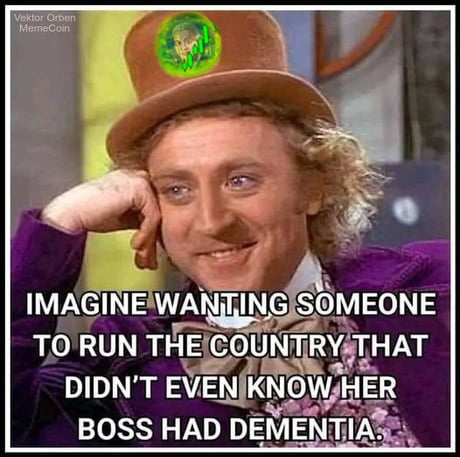 Vektor Orben
MemeCoin
IMAGINE WANTING SOMEONE
TO RUN THE COUNTRY THAT
DIDN'T EVEN KNOW HER
BOSS HAD DEMENTIA.